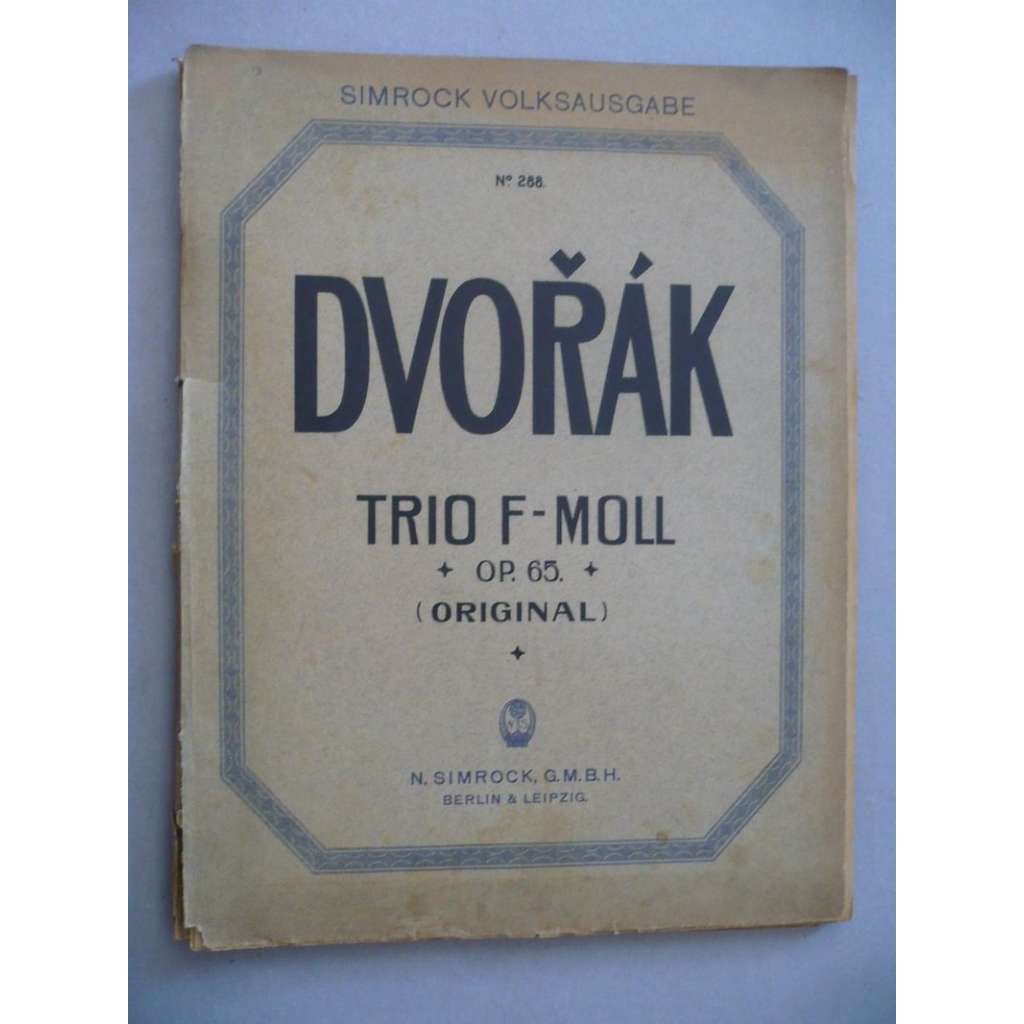 SIMROCK VOLKSAUSGABE
Nº 288.
DVOŘÁK
TRIO F-MOLL
OP. 65.
(ORIGINAL)
N. SIMROCK, G.M.B.H.
BERLIN & LEIPZIG.